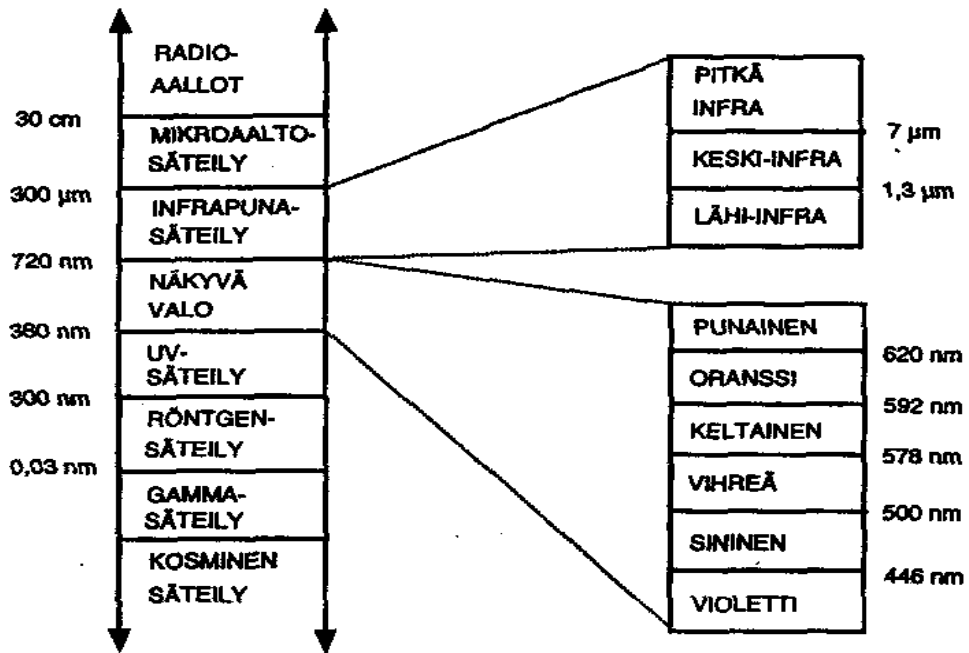 RADIO-
AALLOT
30 cm
MIKROAALTO-
SÄTEILY
300 µm
INFRAPUNA-
SÄTEILY
720 nm
NÄKYVÄ
VALO
380 nm
UV-
SÄTEILY
300 nm
RÖNTGEN-
SÄTEILY
0,03 nm
GAMMA-
SÄTEILY
KOSMINEN
SÄTEILY
PITKÄ
INFRA
7 µm
KESKI-INFRA
1,3 µm
LÄHI-INFRA
PUNAINEN
620 nm
ORANSSI
592 nm
KELTAINEN
578 nm
VIHREÄ
500 nm
SININEN
446 nm
VIOLETTI